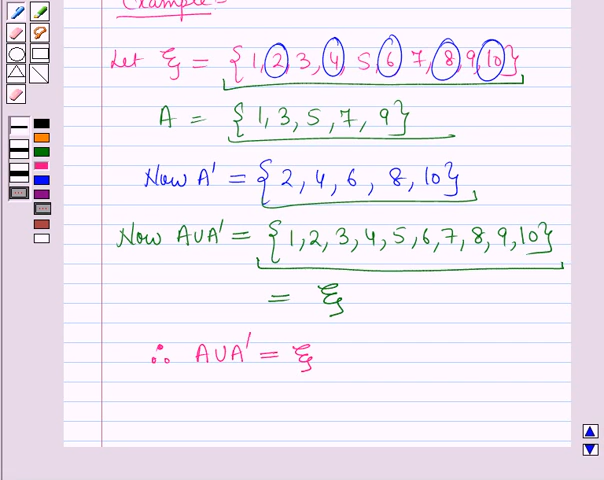 Example:-
Let ξ = {1, 2, 3, 4, 5, 6, 7, 8, 9, 10}
A = {1, 3, 5, 7, 9}
Now A' = {2, 4, 6, 8, 10}
Now A∪A' = {1, 2, 3, 4, 5, 6, 7, 8, 9, 10}
= ξ
∴ A∪A' = ξ